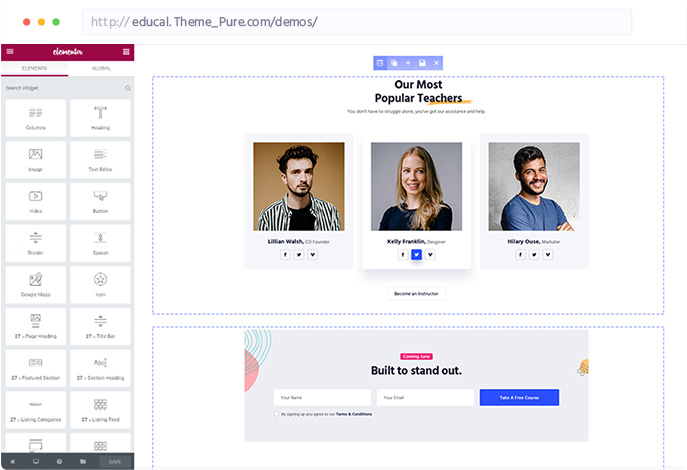 http:// educal. Theme_Pure.com/demos/
elementor
ELEMENTS GLOBAL
Search Widget
Columns Heading
Image Text Editor
Video Button
Divider Spacer
Google Maps Icon
27 > Page Heading 27 > Title Bar
27 > Featured Section 27 > Section Heading
27 > Listing Categories 27 > Listing Feed
SAVE
Our Most
Popular Teachers
You don't have to struggle alone, you've got our assistance and help.
Lillian Walsh, CO Founder
Kelly Franklin, Desginer
Hilary Ouse, Marketer
Become an Instructor
Coming June
Built to stand out.
Your Name Your Email Take A Free Course
By signing up you agree to our Terms & Conditions